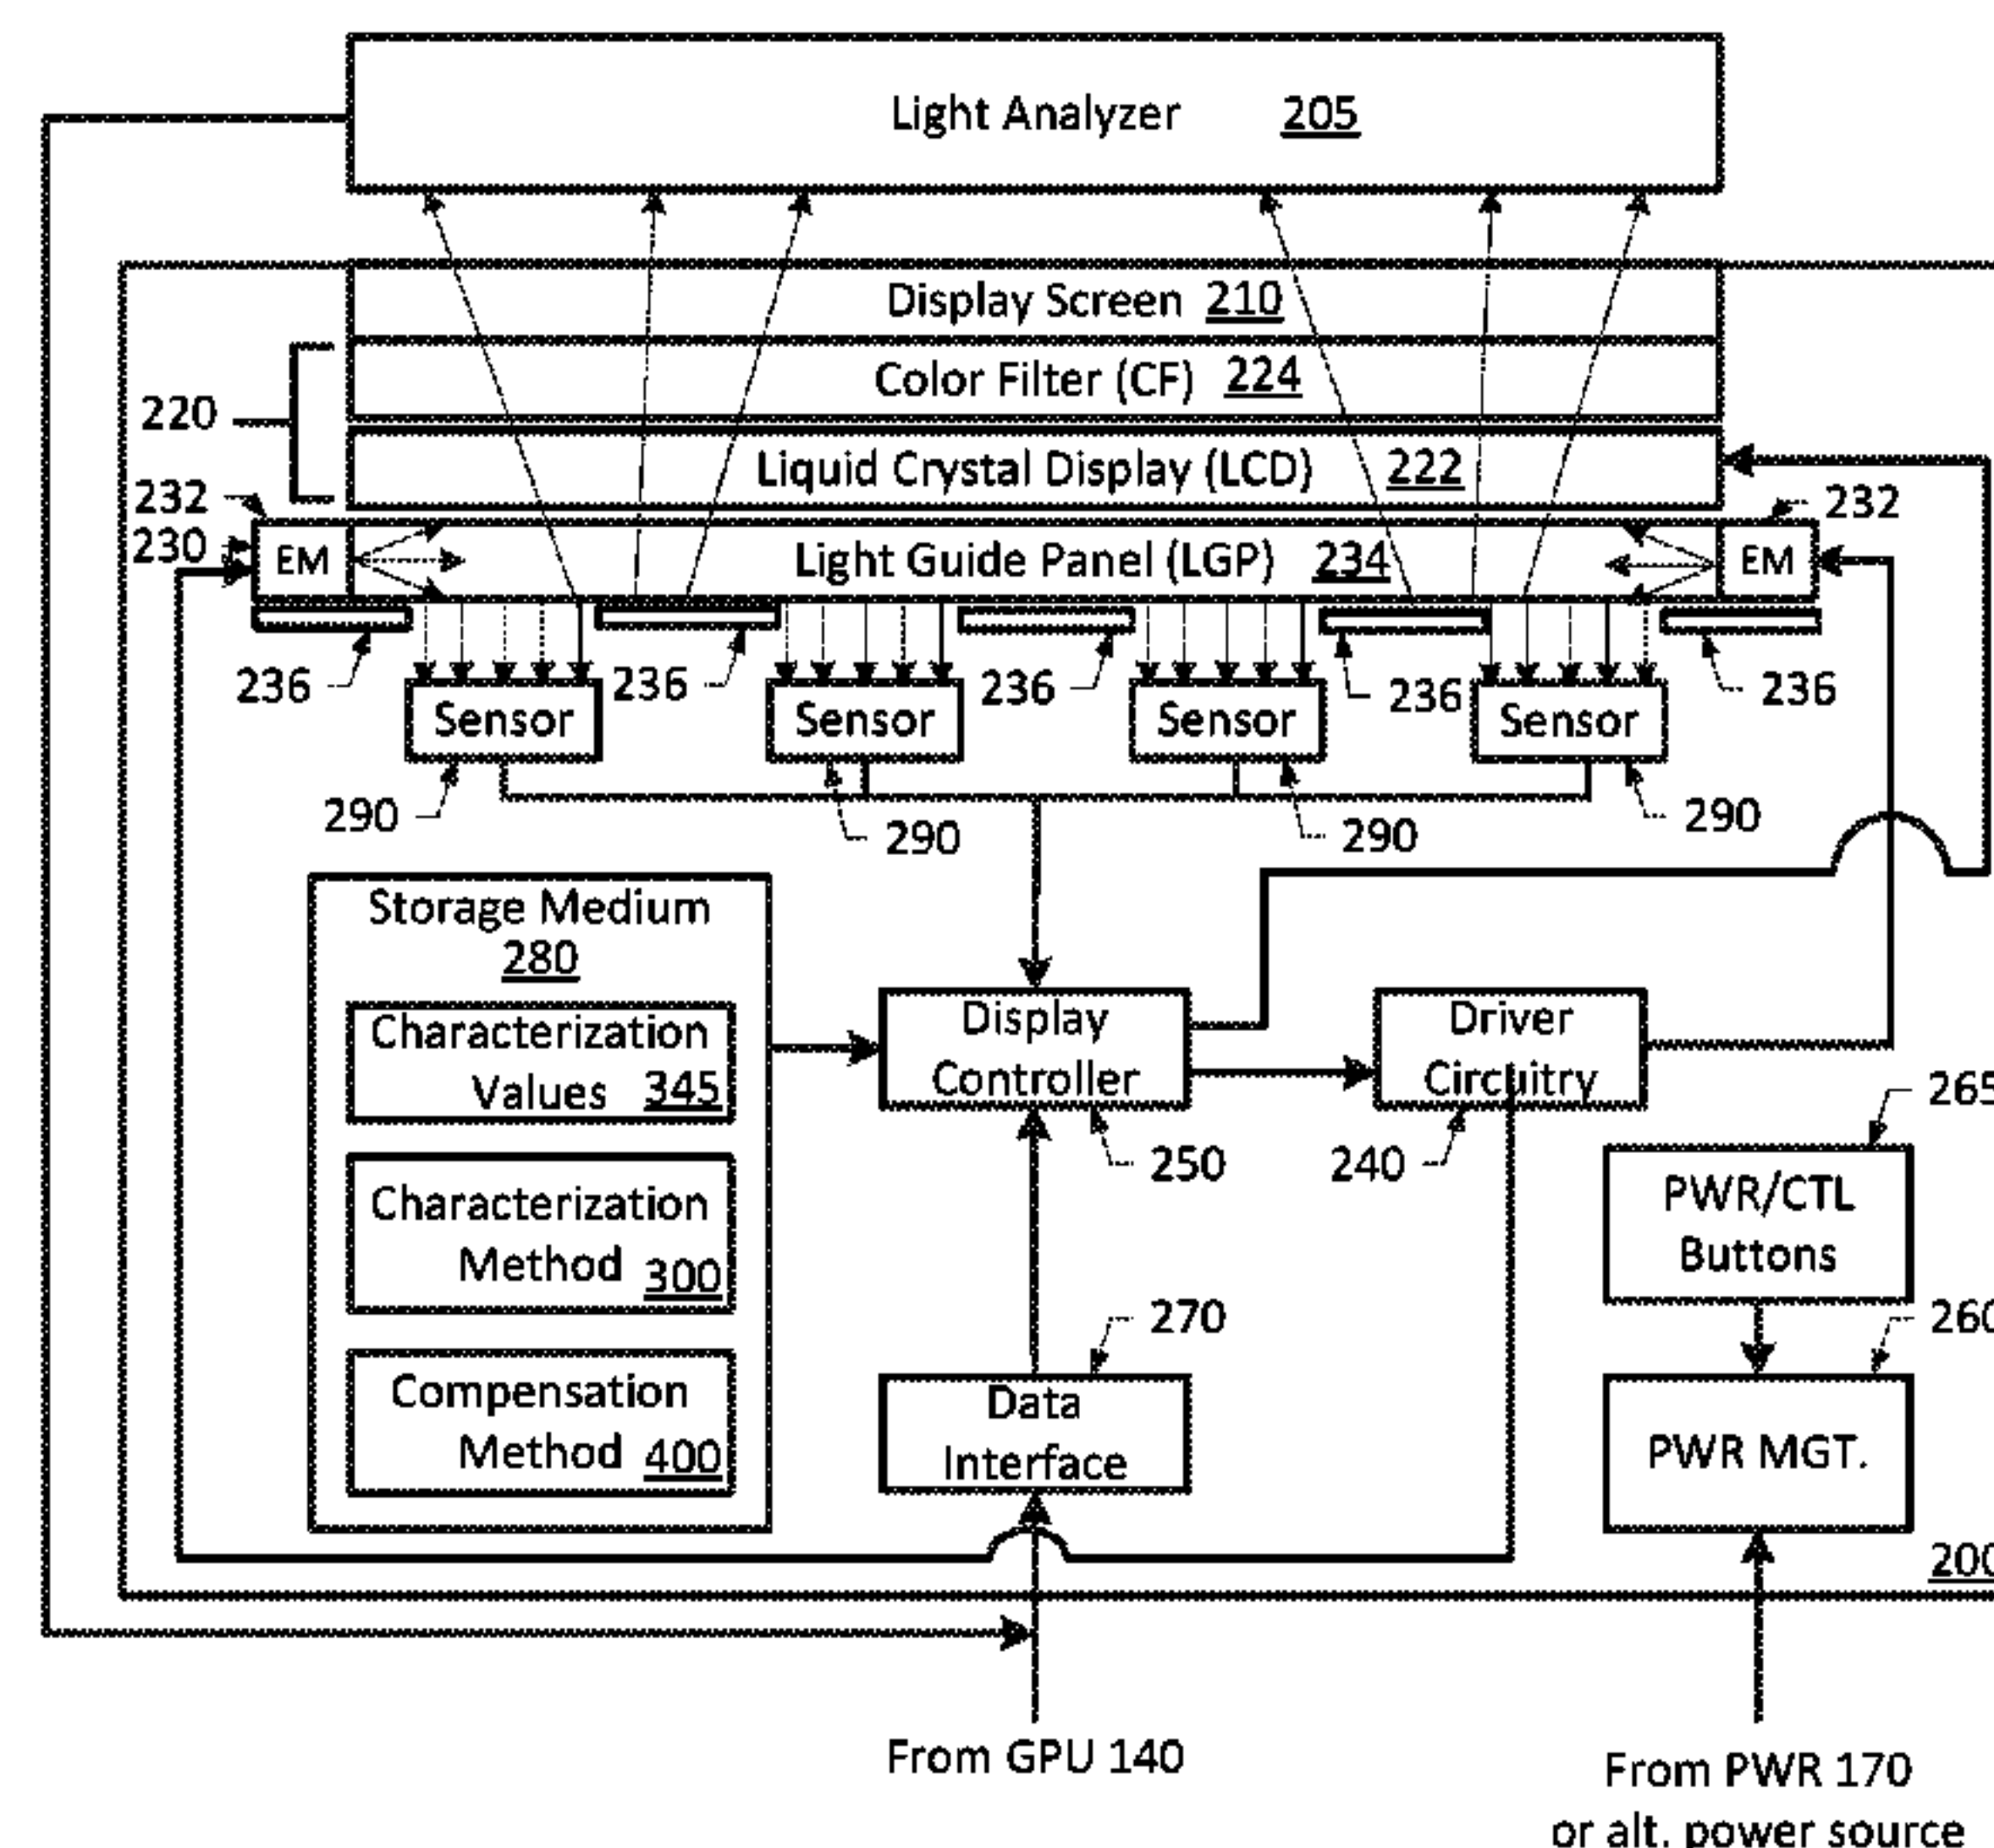 Light Analyzer 205
Display Screen 210
Color Filter (CF) 224
220
Liquid Crystal Display (LCD) 222
232
232
230
EM
Light Guide Panel (LGP) 234
EM
236
236
236
236
236
Sensor
Sensor
Sensor
Sensor
290
290
290
290
Storage Medium
280
Characterization
Values 345
Characterization
Method 300
Compensation
Method 400
Display
Controller
250
Driver
Circuitry
240
265
PWR/CTL
Buttons
270
260
Data
Interface
PWR MGT.
200
From GPU 140
From PWR 170
or alt. power source